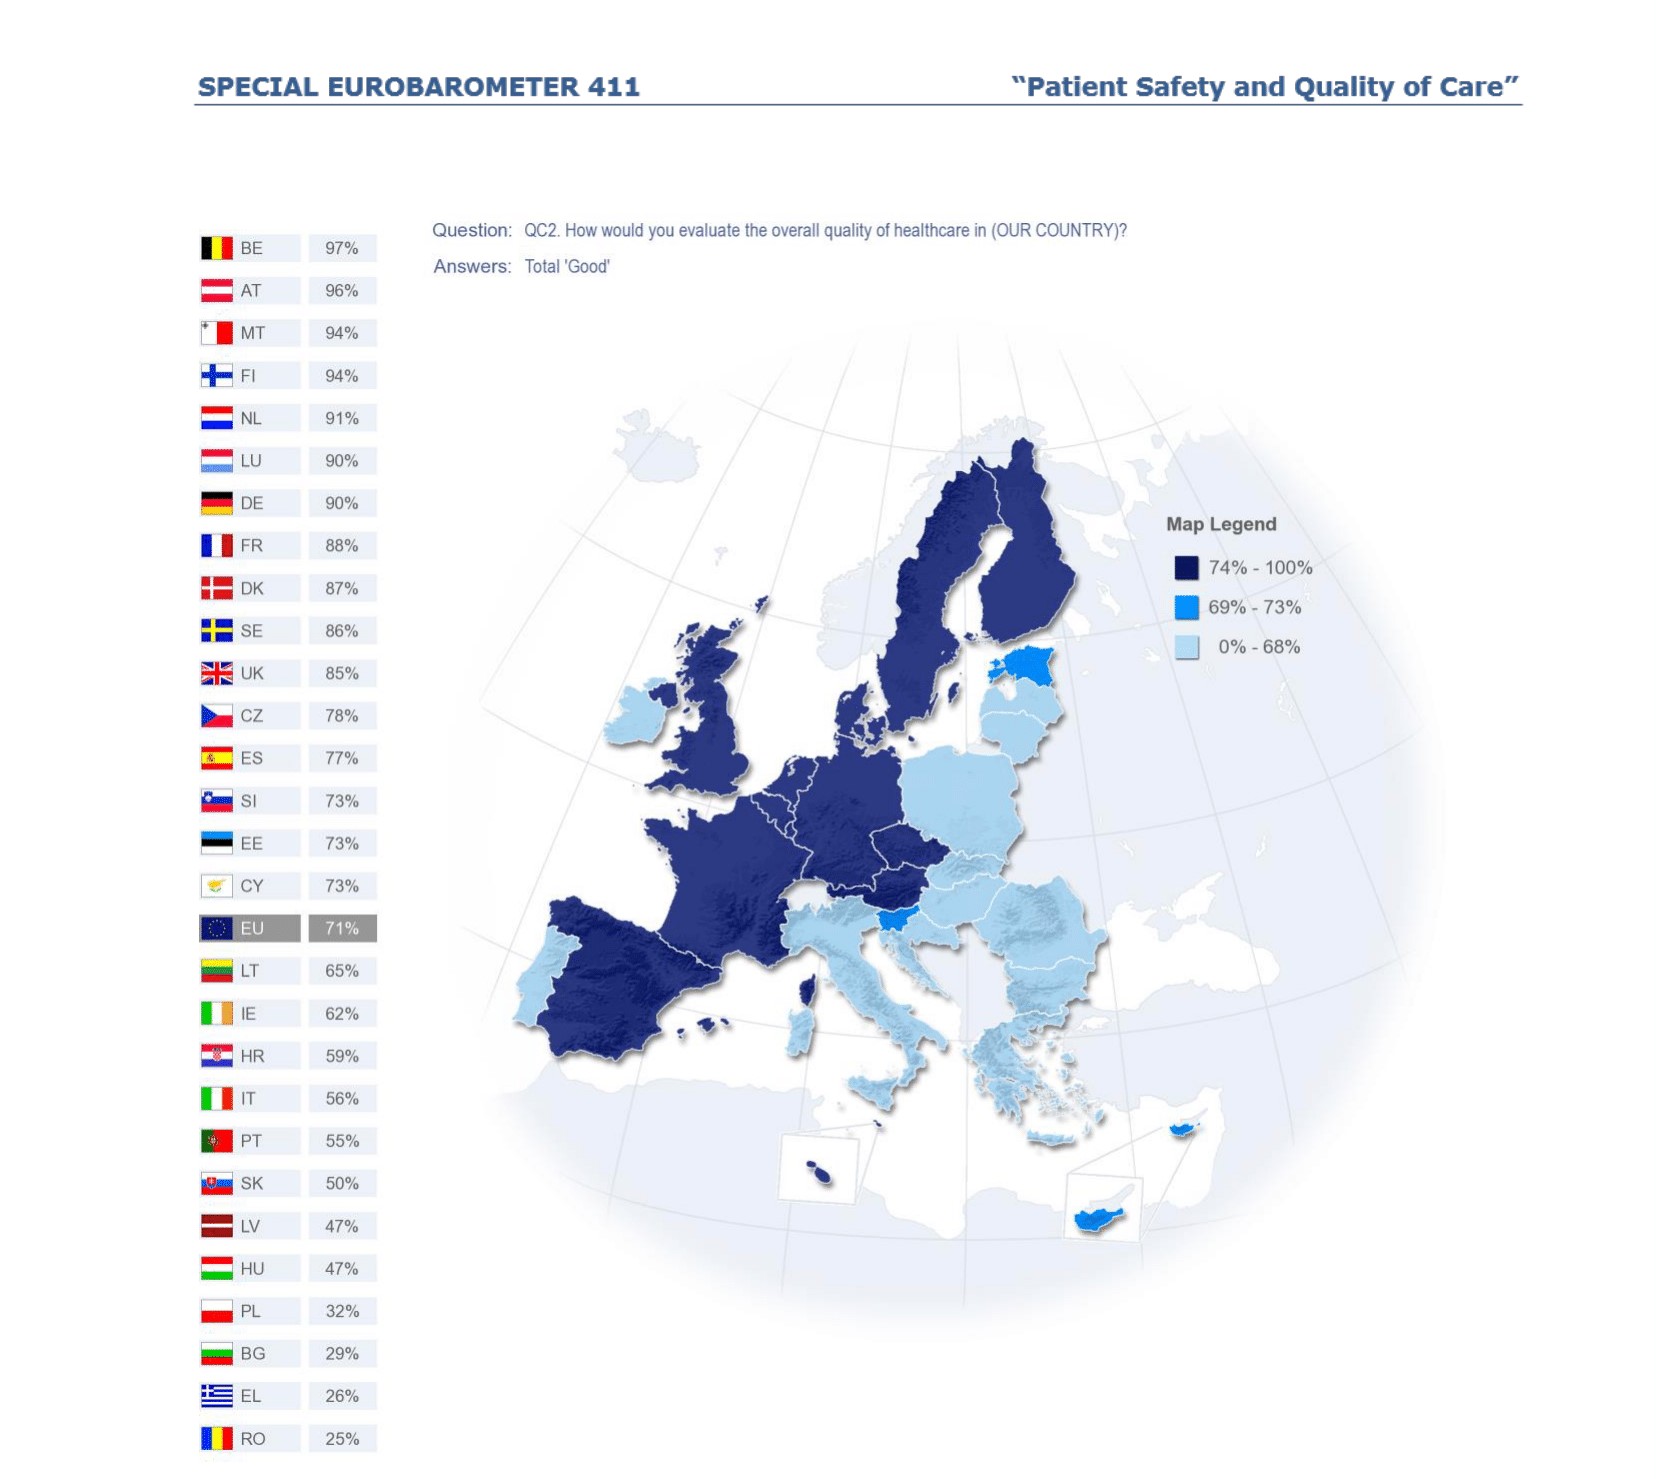 SPECIAL EUROBAROMETER 411 “Patient Safety and Quality of Care”
Question: QC2. How would you evaluate the overall quality of healthcare in (OUR COUNTRY)?
Answers: Total 'Good'
BE 97%
AT 96%
MT 94%
FI 94%
NL 91%
LU 90%
DE 90%
FR 88%
DK 87%
SE 86%
UK 85%
CZ 78%
ES 77%
SI 73%
EE 73%
CY 73%
EU 71%
LT 65%
IE 62%
HR 59%
IT 56%
PT 55%
SK 50%
LV 47%
HU 47%
PL 32%
BG 29%
EL 26%
RO 25%
Map Legend
74% - 100%
69% - 73%
0% - 68%